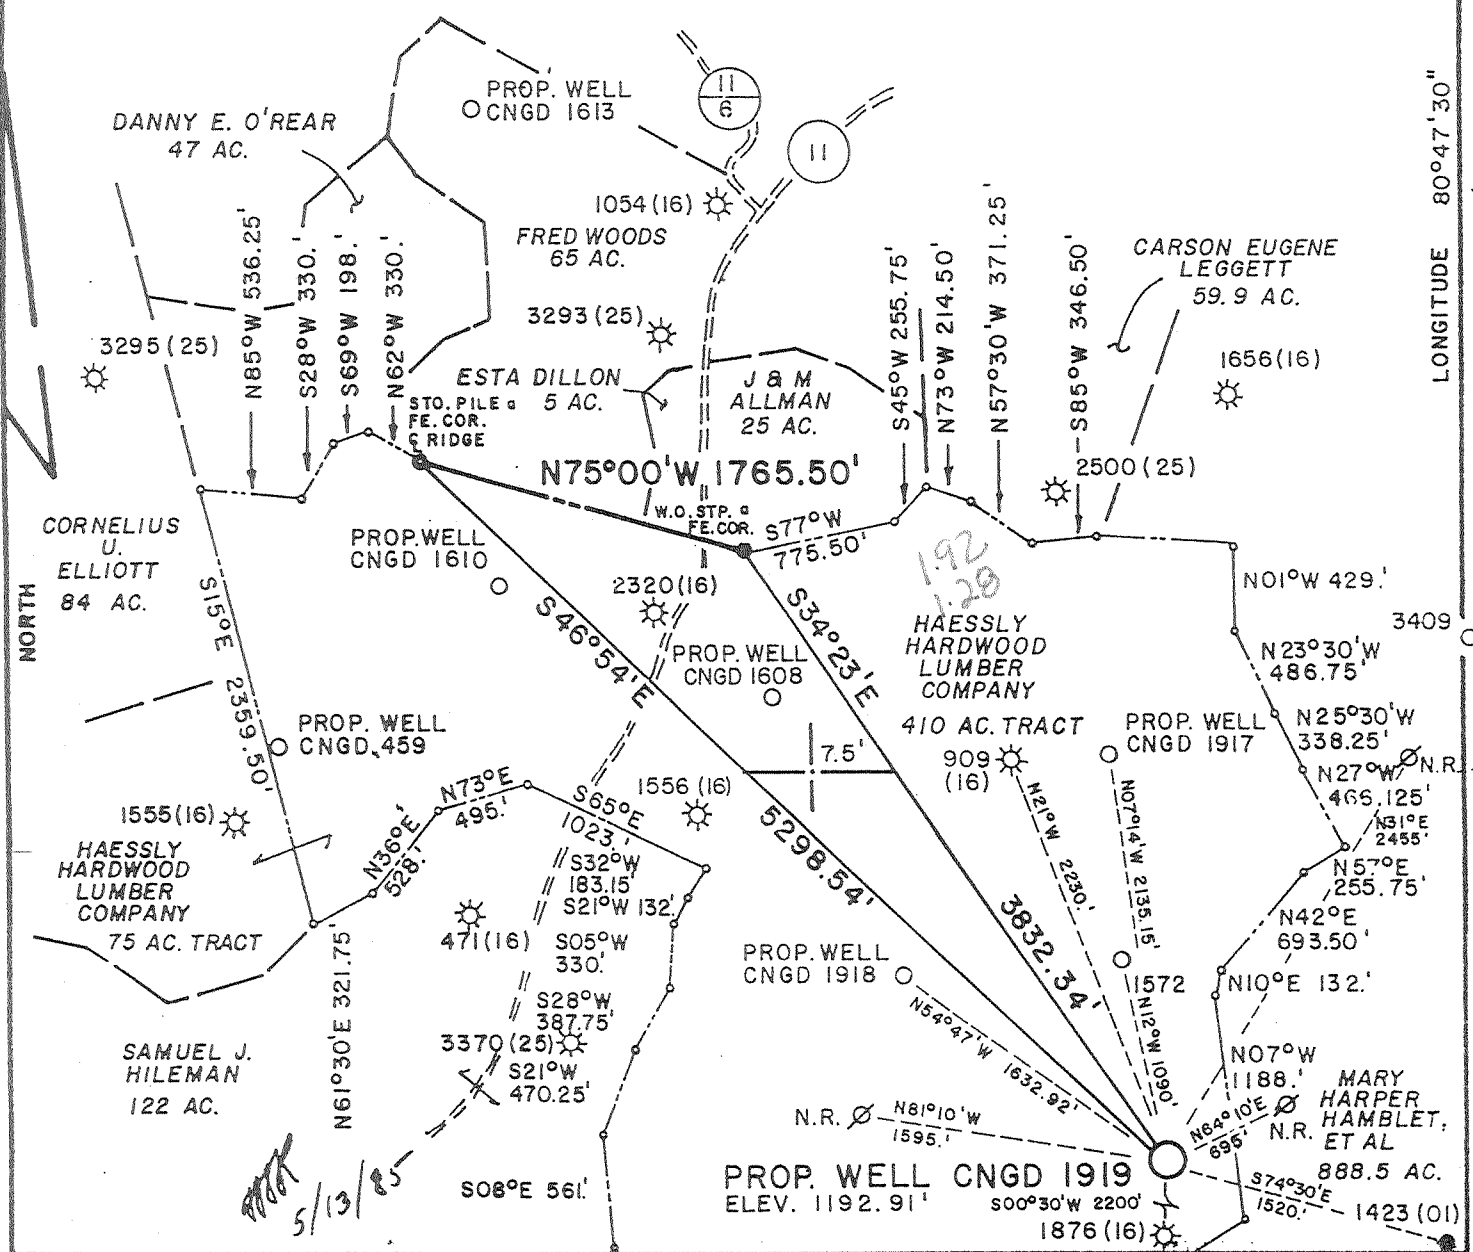 PROP. WELL
CNGD 1613
11
6
11
DANNY E. O'REAR
47 AC.
LONGITUDE 80°47'30"
1054(16)
FRED WOODS
65 AC.
CARSON EUGENE
LEGGETT
59.9 AC.
N85°W 536.25'
S28°W 330.'
S69°W 198.'
N62°W 330.'
S45°W 255.75'
N73°W 214.50'
N57°30'W 371.25'
S85°W 346.50'
3295(25)
3293(25)
1656(16)
ESTA DILLON
5 AC.
J & M
ALLMAN
25 AC.
STO. PILE a
FE. COR.
RIDGE
N75°00'W 1765.50'
2500(25)
W.O. STP. a
FE. COR.
S77°W
775.50'
CORNELIUS
U.
ELLIOTT
84 AC.
PROP. WELL
CNGD 1610
1.92
1.28
N01°W 429.'
NORTH
S15°E 2359.50'
S46°54'E
5298.54'
2320(16)
S34°23'E
3832.34'
HAESSLY
HARDWOOD
LUMBER
COMPANY
410 AC. TRACT
3409
N23°30'W
486.75'
PROP. WELL
CNGD 1608
PROP. WELL
CNGD 459
7.5'
909
(16)
PROP. WELL
CNGD 1917
N25°30'W
338.25'
N.R.
N27°W
466.125'
N31°E
2455'
1555(16)
N73°E
495.'
S65°E
1023.'
1556(16)
N36°E
528.'
N21°W 2230.'
N07°14'W 2135.15'
N57°E
255.75'
HAESSLY
HARDWOOD
LUMBER
COMPANY
75 AC. TRACT
S32°W
183.15'
S21°W 132.'
471(16)
S05°W
330.'
N42°E
693.50'
PROP. WELL
CNGD 1918
1572
N10°E 132.'
N61°30'E 321.75'
S28°W
387.75'
3370(25)
S21°W
470.25'
N54°47'W 1632.92'
N12°W 1090'
N07°W
1188.'
SAMUEL J.
HILEMAN
122 AC.
MARY
HARPER
HAMBLET,
ET AL
888.5 AC.
N.R.
N81°10'W
1595.'
N64°10'E
695'
N.R.
5/13/85
S08°E 561.'
PROP. WELL CNGD 1919
ELEV. 1192.91'
S00°30'W 2200'
1876(16)
S74°30'E
1520.'
1423(01)